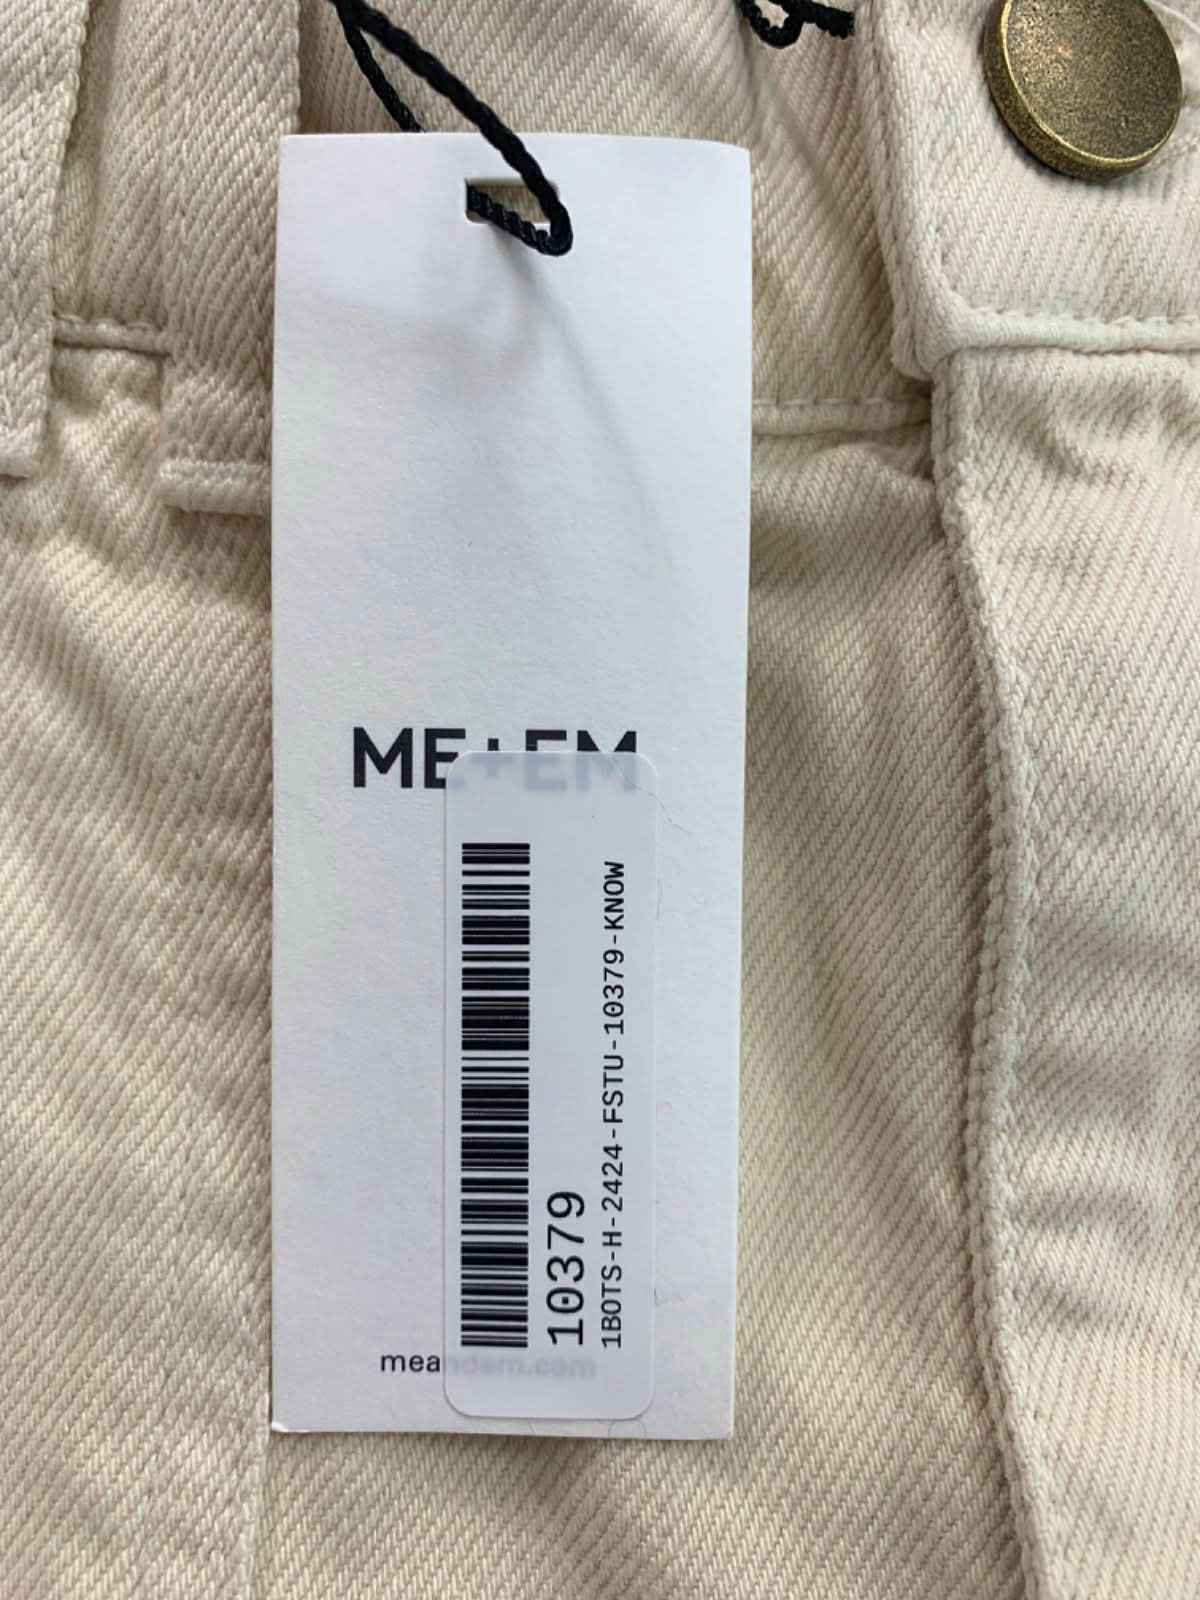 ME+EM
10379
1BOTS-H-2424-FSTU-10379-KNOW
meandem.com